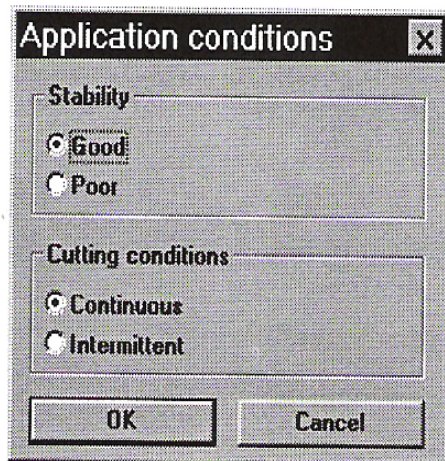 Application conditions
Stability
Good
Poor
Cutting conditions
Continuous
Intermittent
OK
Cancel